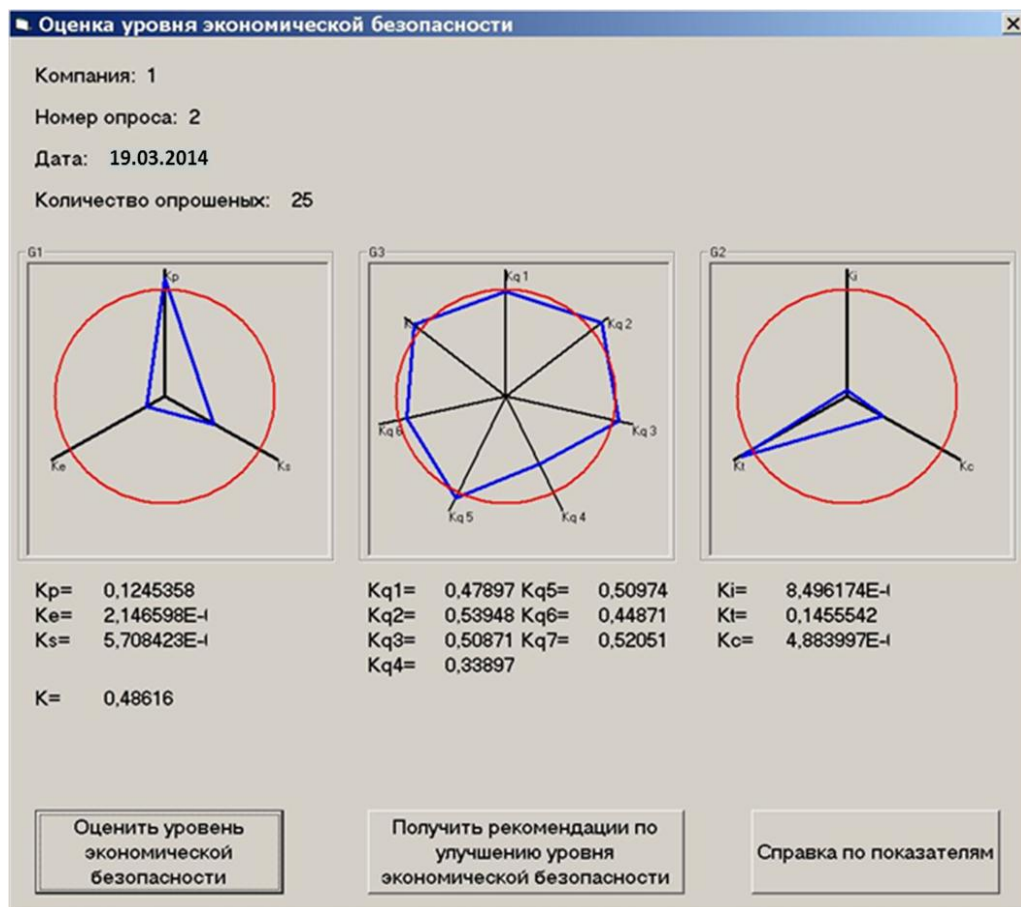 Оценка уровня экономической безопасности
Компания: 1
Номер опроса: 2
Дата: 19.03.2014
Количество опрошеных: 25
G1
Kp
Ke
Ks
G3
Kq 1
Kq 2
Kq 3
Kq 4
Kq 5
Kq 6
G2
Ki
Kt
Kc
Kp= 0,1245358
Ke= 2,146598E-
Ks= 5,708423E-
K= 0,48616
Kq1= 0,47897 Kq5= 0,50974
Kq2= 0,53948 Kq6= 0,44871
Kq3= 0,50871 Kq7= 0,52051
Kq4= 0,33897
Ki= 8,496174E-
Kt= 0,1455542
Kc= 4,883997E-
Оценить уровень
экономической
безопасности
Получить рекомендации по
улучшению уровня
экономической безопасности
Справка по показателям